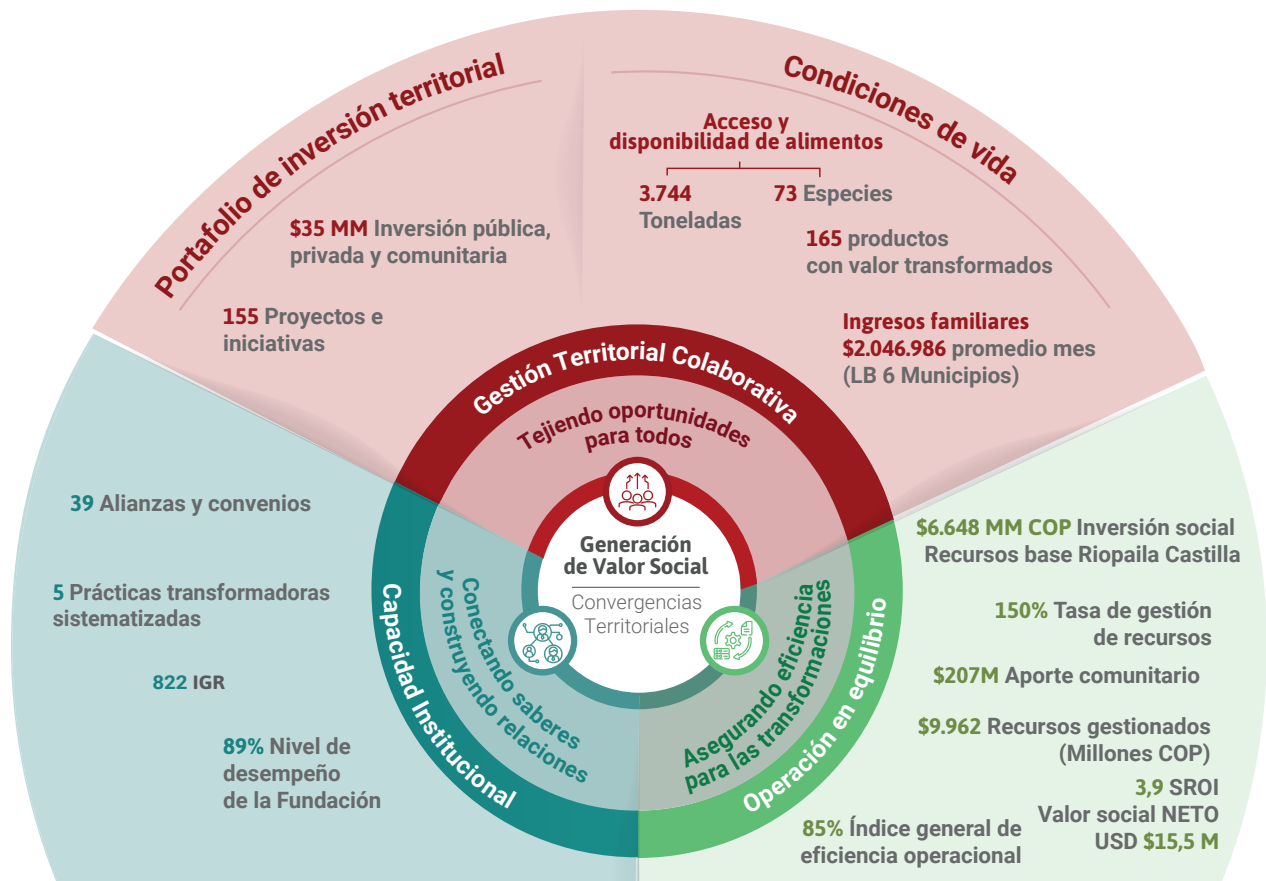 Portafolio de inversión territorial
$35 MM Inversión pública,
privada y comunitaria
155 Proyectos e
iniciativas
Condiciones de vida
Acceso y
disponibilidad de alimentos
3.744
Toneladas
73 Especies
165 productos
con valor transformados
Ingresos familiares
$2.046.986 promedio mes
(LB 6 Municipios)
Gestión Territorial Colaborativa
Tejiendo oportunidades
para todos
Generación
de Valor Social
Convergencias
Territoriales
Capacidad Institucional
Conectando saberes
y construyendo relaciones
39 Alianzas y convenios
5 Prácticas transformadoras
sistematizadas
822 IGR
89% Nivel de
desempeño
de la Fundación
Operación en equilibrio
Asegurando eficiencia
para las transformaciones
$6.648 MM COP Inversión social
Recursos base Riopaila Castilla
150% Tasa de gestión
de recursos
$207M Aporte comunitario
$9.962 Recursos gestionados
(Millones COP)
3,9 SROI
Valor social NETO
USD $15,5 M
85% Índice general de
eficiencia operacional